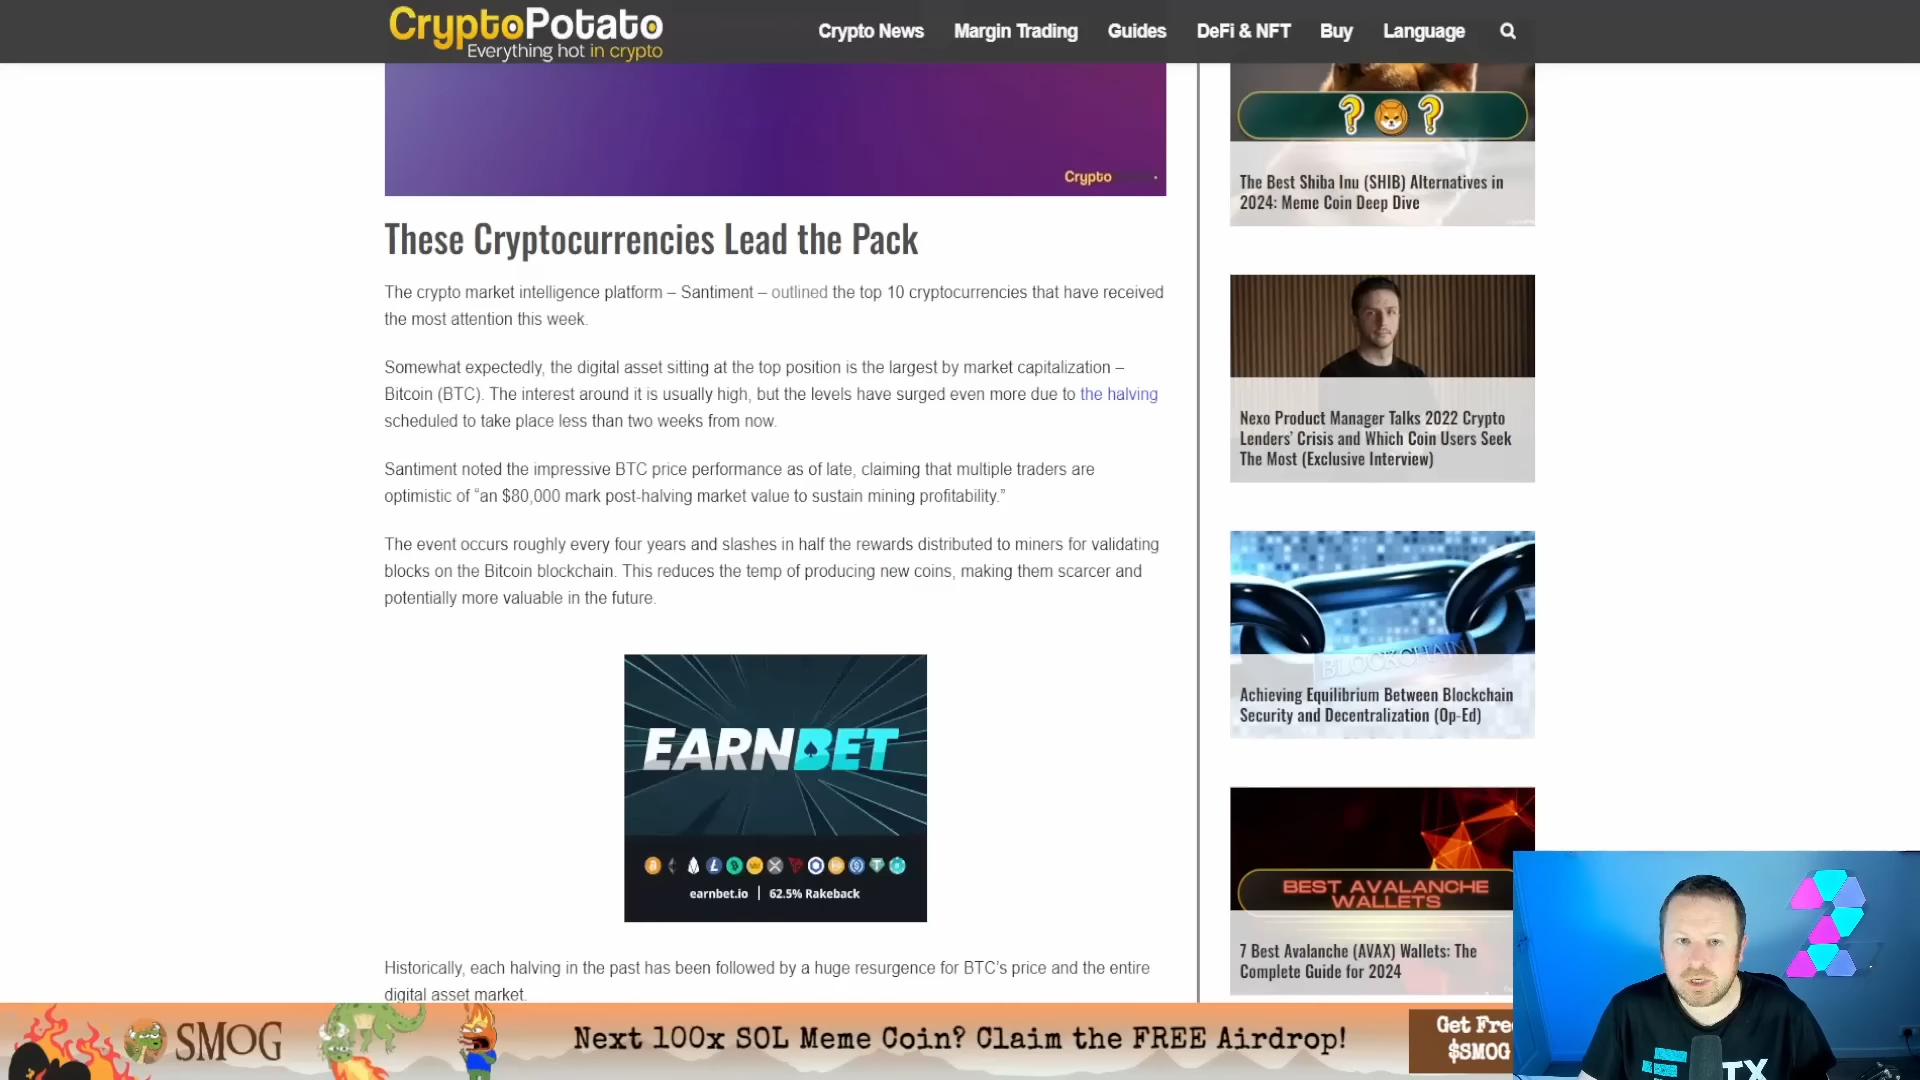 CryptoPotato
Everything hot in crypto
Crypto News
Margin Trading
Guides
DeFi & NFT
Buy
Language
Crypto
These Cryptocurrencies Lead the Pack
The crypto market intelligence platform – Santiment – outlined the top 10 cryptocurrencies that have received
the most attention this week.
Somewhat expectedly, the digital asset sitting at the top position is the largest by market capitalization –
Bitcoin (BTC). The interest around it is usually high, but the levels have surged even more due to the halving
scheduled to take place less than two weeks from now.
Santiment noted the impressive BTC price performance as of late, claiming that multiple traders are
optimistic of “an $80,000 mark post-halving market value to sustain mining profitability.”
The event occurs roughly every four years and slashes in half the rewards distributed to miners for validating
blocks on the Bitcoin blockchain. This reduces the temp of producing new coins, making them scarcer and
potentially more valuable in the future.
EARNBET
earnbet.io | 62.5% Rakeback
Historically, each halving in the past has been followed by a huge resurgence for BTC’s price and the entire
digital asset market.
? ?
The Best Shiba Inu (SHIB) Alternatives in
2024: Meme Coin Deep Dive
Nexo Product Manager Talks 2022 Crypto
Lenders’ Crisis and Which Coin Users Seek
The Most (Exclusive Interview)
BLOCKCHAIN
Achieving Equilibrium Between Blockchain
Security and Decentralization (Op-Ed)
BEST AVALANCHE
WALLETS
7 Best Avalanche (AVAX) Wallets: The
Complete Guide for 2024
SMOG
Next 100x SOL Meme Coin? Claim the FREE Airdrop!
Get Fre
$SMOG
TX